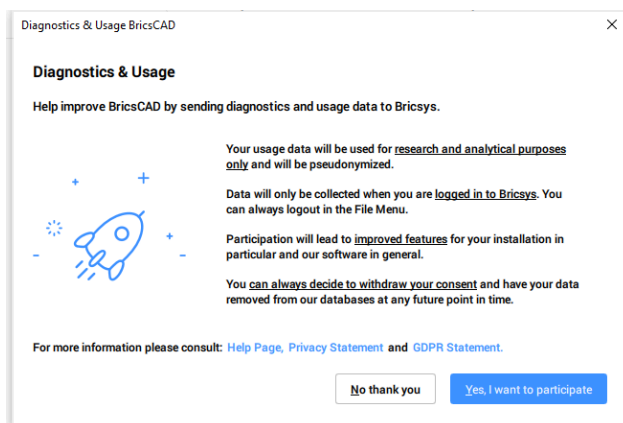 Diagnostics & Usage BricsCAD
Diagnostics & Usage
Help improve BricsCAD by sending diagnostics and usage data to Bricsys.
Your usage data will be used for research and analytical purposes
only and will be pseudonymized.
Data will only be collected when you are logged in to Bricsys. You
can always logout in the File Menu.
Participation will lead to improved features for your installation in
particular and our software in general.
You can always decide to withdraw your consent and have your data
removed from our databases at any future point in time.
For more information please consult: Help Page, Privacy Statement and GDPR Statement.
No thank you Yes, I want to participate